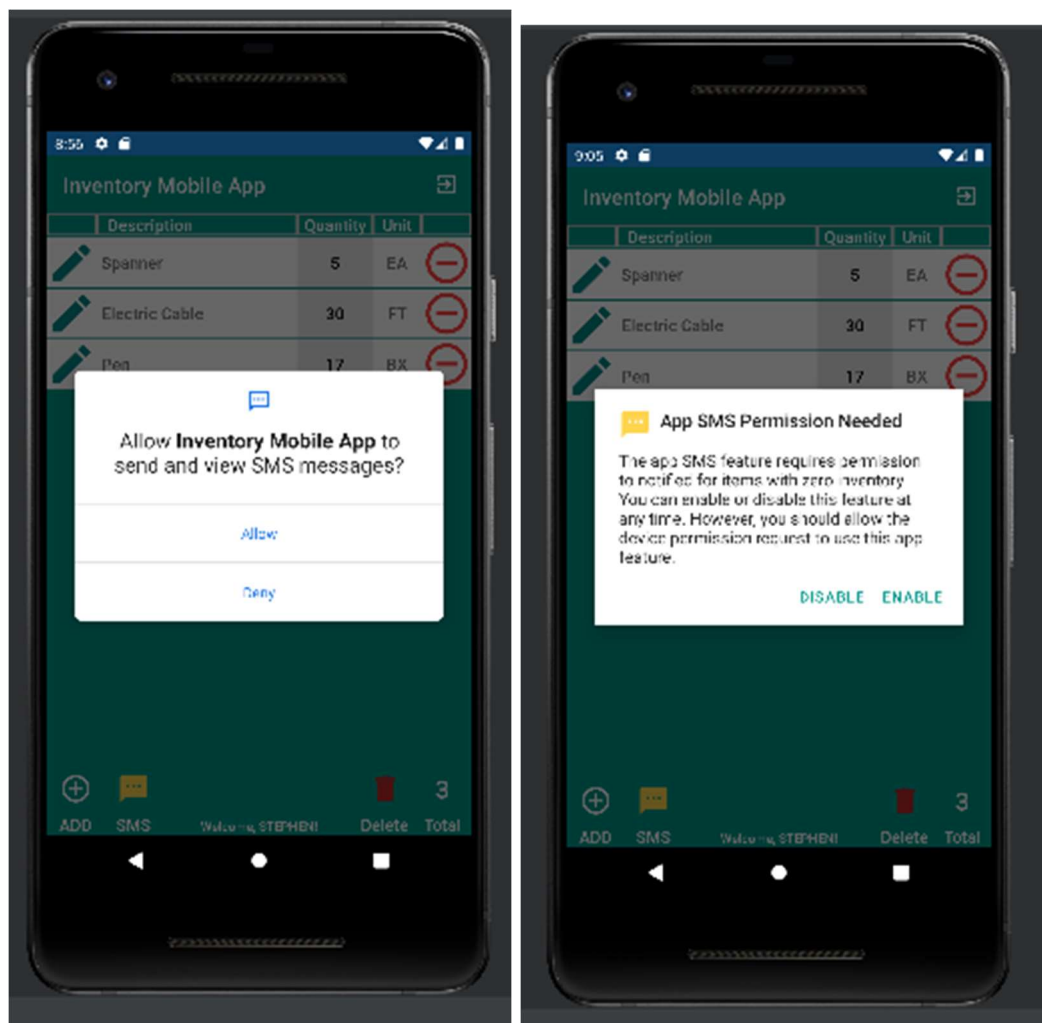 8:55
Inventory Mobile App
Description Quantity Unit
Spanner 5 EA
Electric Cable 30 FT
Pen 17 BX
Allow Inventory Mobile App to
send and view SMS messages?
Allow
Deny
3
ADD SMS Welcome, STEPHEN! Delete Total
9:05
Inventory Mobile App
Description Quantity Unit
Spanner 5 EA
Electric Cable 30 FT
Pen 17 BX
App SMS Permission Needed
The app SMS feature requires permission
to notified for items with zero inventory.
You can enable or disable this feature at
any time. However, you should allow the
device permission request to use this app
feature.
DISABLE ENABLE
3
ADD SMS Welcome, STEPHEN! Delete Total